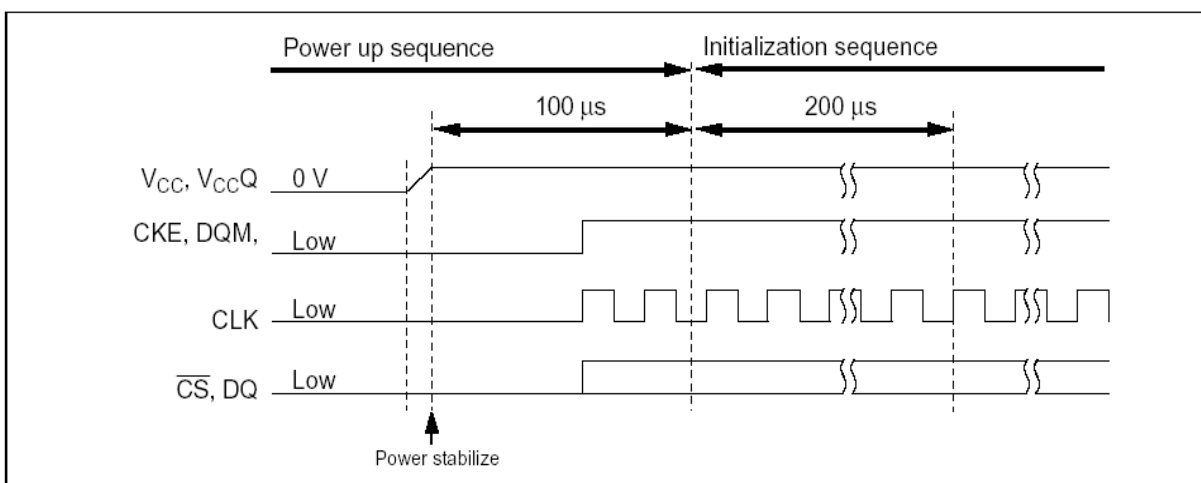 Power up sequence
Initialization sequence
100 μs
200 μs
VCC, VCCQ 0 V
CKE, DQM, Low
CLK Low
CS, DQ Low
Power stabilize